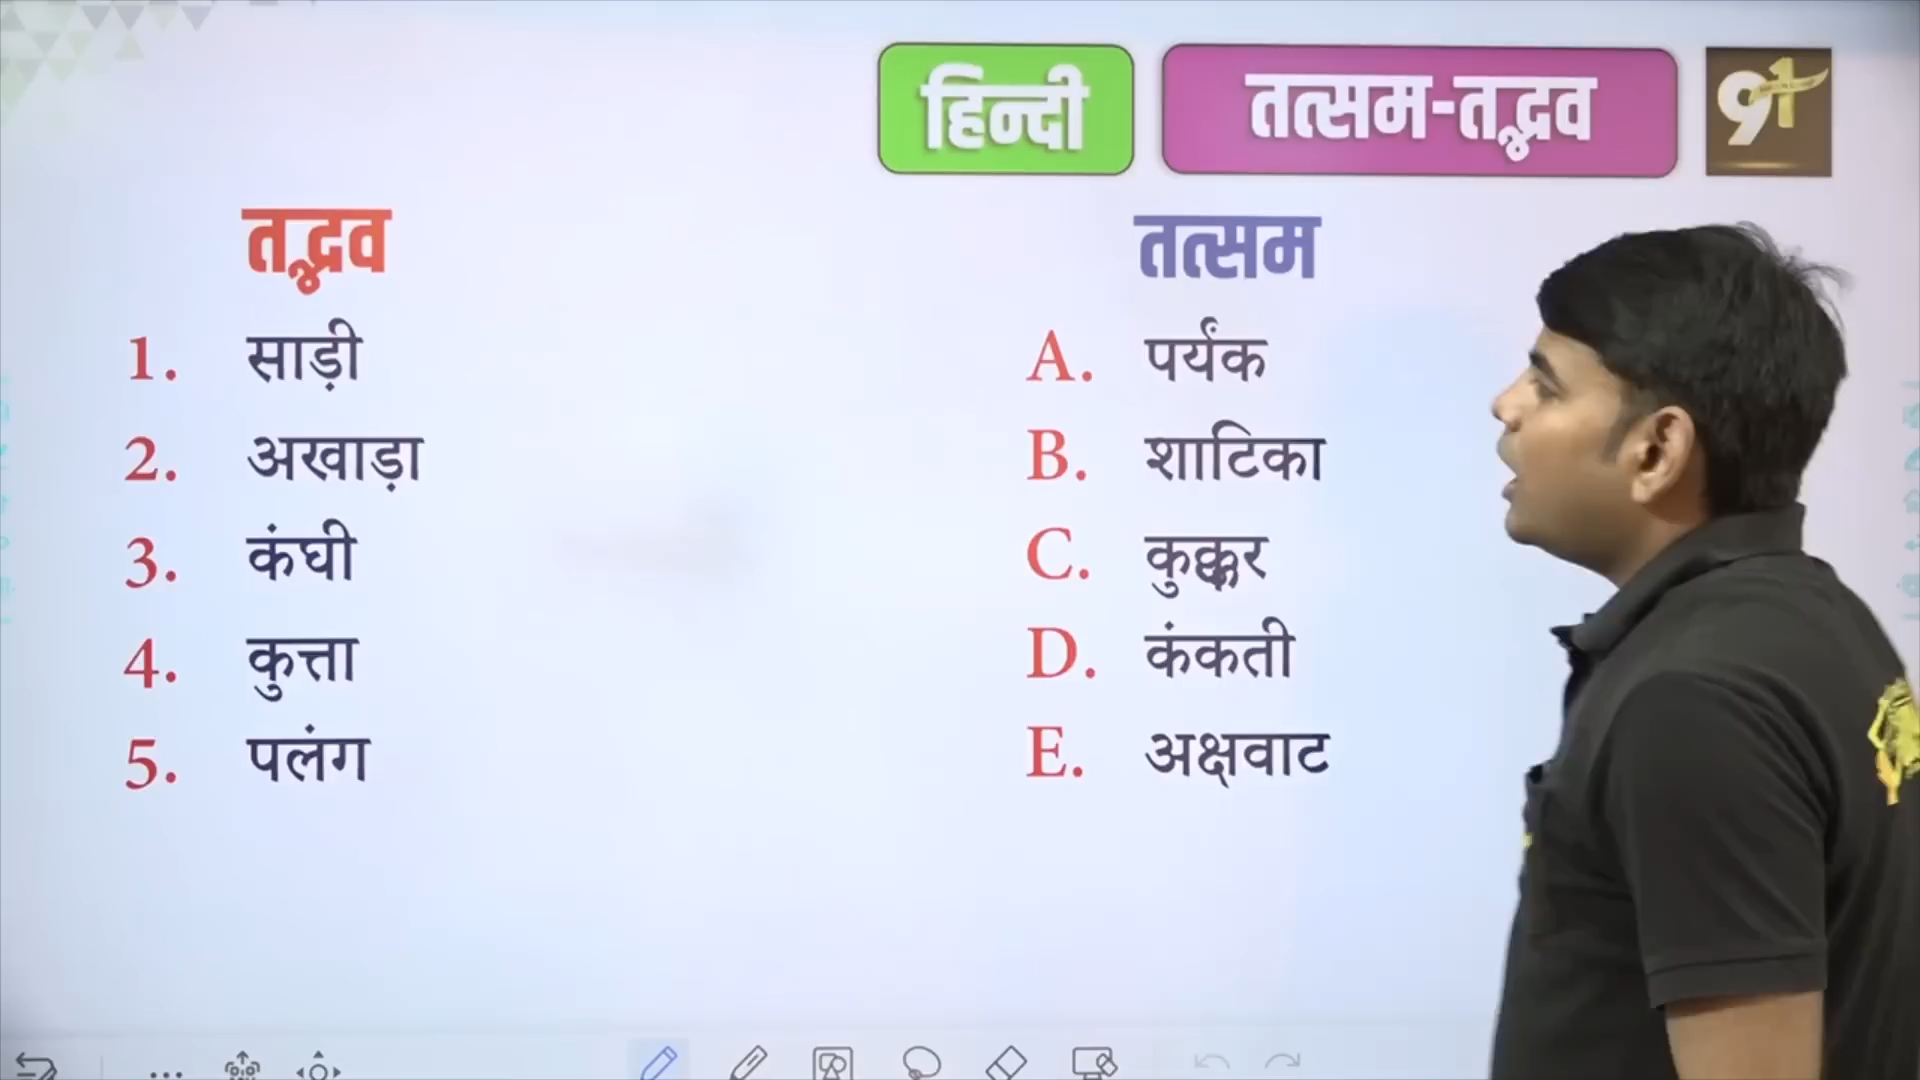 हिन्दी
तत्सम-तद्भव
91
तद्भव
तत्सम
1. साड़ी
A. पर्यंक
2. अखाड़ा
B. शाटिका
3. कंघी
C. कुक्कुर
4. कुत्ता
D. कंकती
5. पलंग
E. अक्षवाट